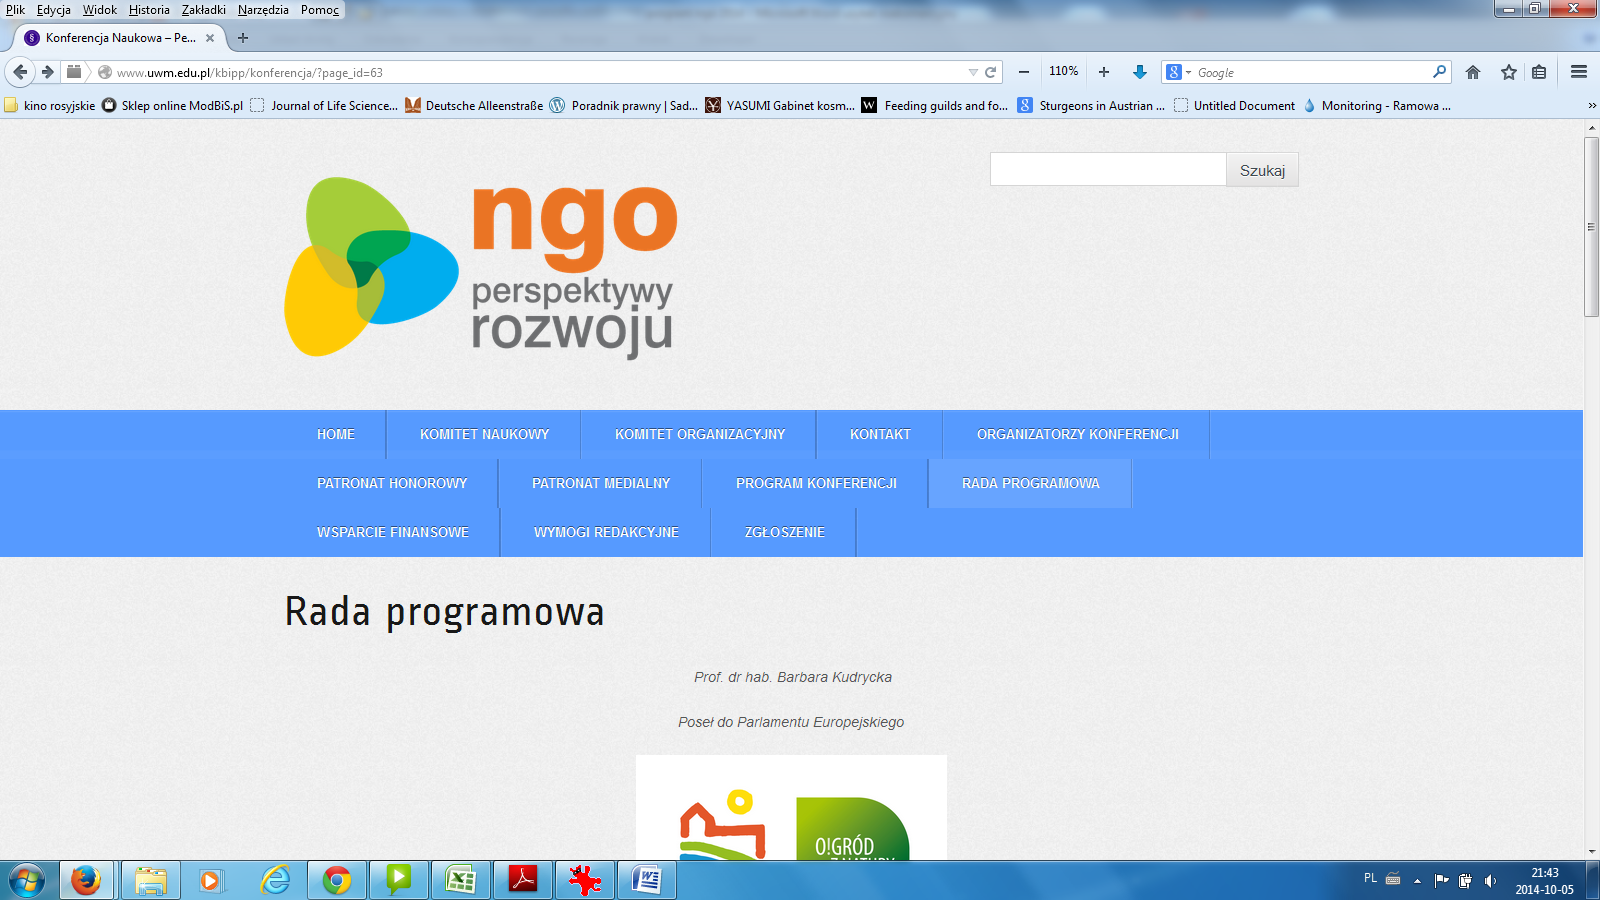 Plik Edycja Widok Historia Zakładki Narzędzia Pomoc
§ Konferencja Naukowa – Pe...
www.uwm.edu.pl/kbipp/konferencja/?page_id=63 110% Google
kino rosyjskie Sklep online ModBiS.pl Journal of Life Science... Deutsche Alleenstraße Poradnik prawny | Sad... YASUMI Gabinet kosm... Feeding guilds and fo... Sturgeons in Austrian ... Untitled Document Monitoring - Ramowa ... »
Szukaj
ngo
perspektywy
rozwoju
HOME KOMITET NAUKOWY KOMITET ORGANIZACYJNY KONTAKT ORGANIZATORZY KONFERENCJI
PATRONAT HONOROWY PATRONAT MEDIALNY PROGRAM KONFERENCJI RADA PROGRAMOWA
WSPARCIE FINANSOWE WYMOGI REDAKCYJNE ZGŁOSZENIE
Rada programowa
Prof. dr hab. Barbara Kudrycka
Poseł do Parlamentu Europejskiego
O!GRÓD
Z NATURY
PL 21:43
2014-10-05